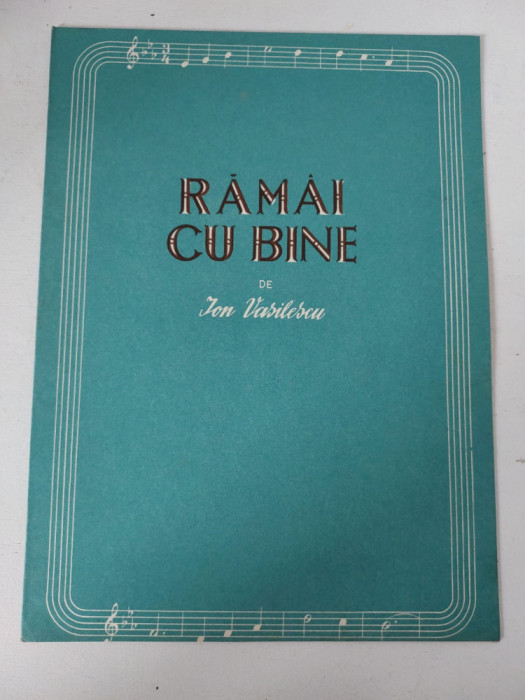 RĂMÂI
CU BINE
DE
Ion Vasilescu